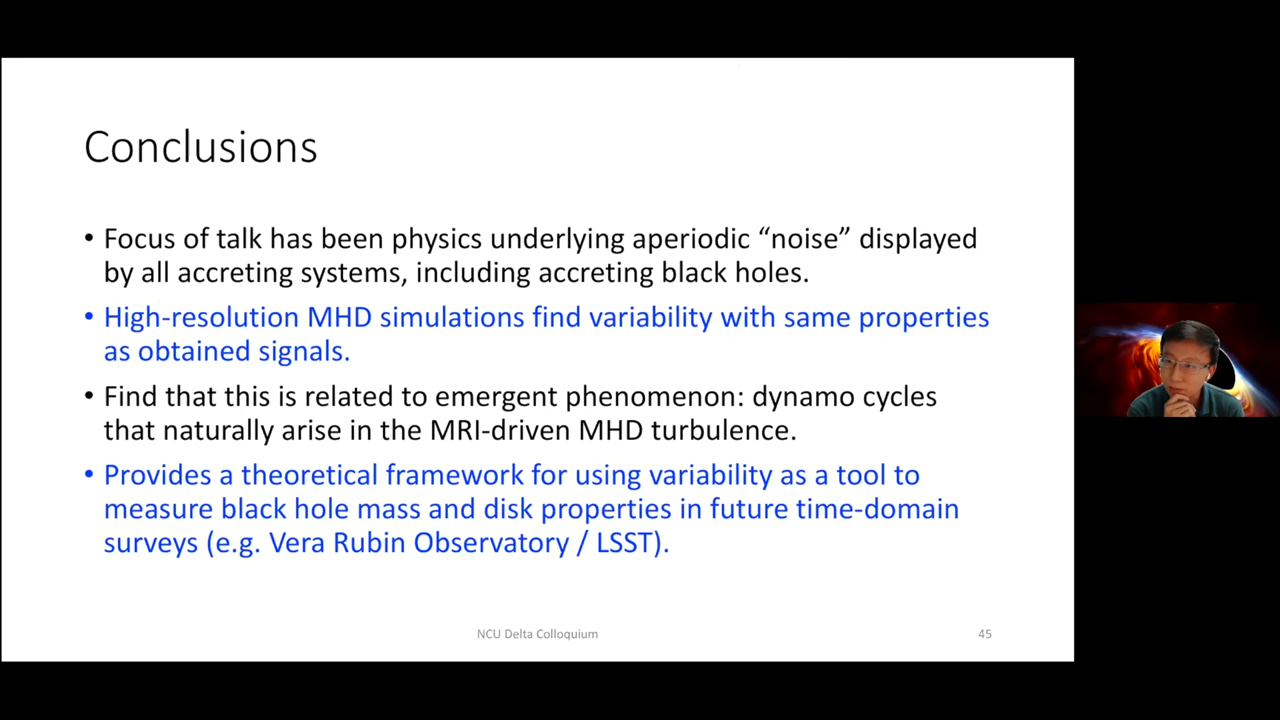 Conclusions
• Focus of talk has been physics underlying aperiodic “noise” displayed
by all accreting systems, including accreting black holes.
• High-resolution MHD simulations find variability with same properties
as obtained signals.
• Find that this is related to emergent phenomenon: dynamo cycles
that naturally arise in the MRI-driven MHD turbulence.
• Provides a theoretical framework for using variability as a tool to
measure black hole mass and disk properties in future time-domain
surveys (e.g. Vera Rubin Observatory / LSST).
NCU Delta Colloquium
45